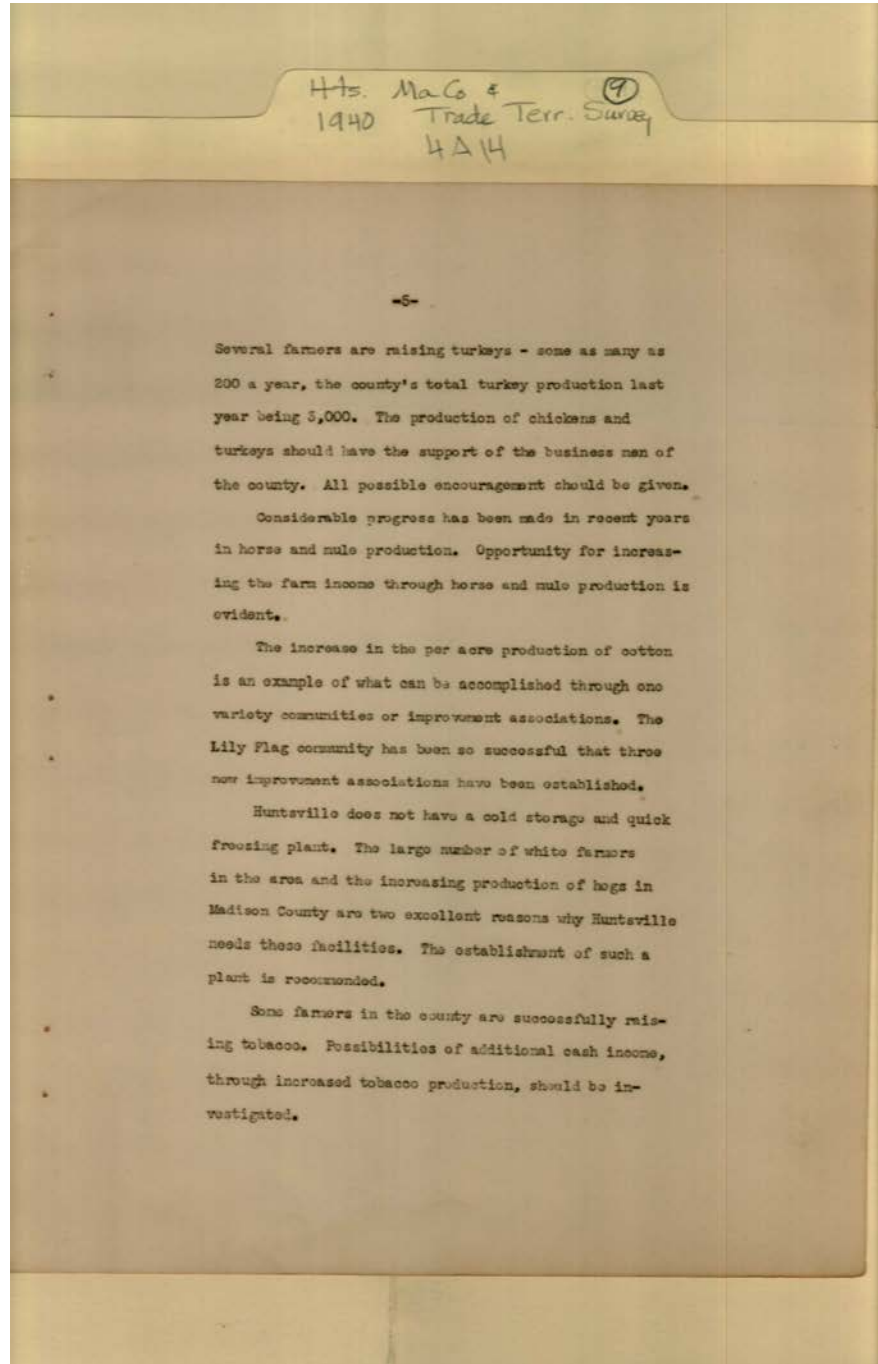 Hts. Ma Co & ⑨
1940 Trade Terr. Survey
4A14
-5-
Several farmers are raising turkeys - some as many as
200 a year, the county's total turkey production last
year being 3,000. The production of chickens and
turkeys should have the support of the business men of
the county. All possible encouragement should be given.
Considerable progress has been made in recent years
in horse and mule production. Opportunity for increas-
ing the farm income through horse and mule production is
evident.
The increase in the per acre production of cotton
is an example of what can be accomplished through one
variety communities or improvement associations. The
Lily Flag community has been so successful that three
new improvement associations have been established.
Huntsville does not have a cold storage and quick
freezing plant. The large number of white farmers
in the area and the increasing production of hogs in
Madison County are two excellent reasons why Huntsville
needs these facilities. The establishment of such a
plant is recommended.
Some farmers in the county are successfully rais-
ing tobacco. Possibilities of additional cash income,
through increased tobacco production, should be in-
vestigated.